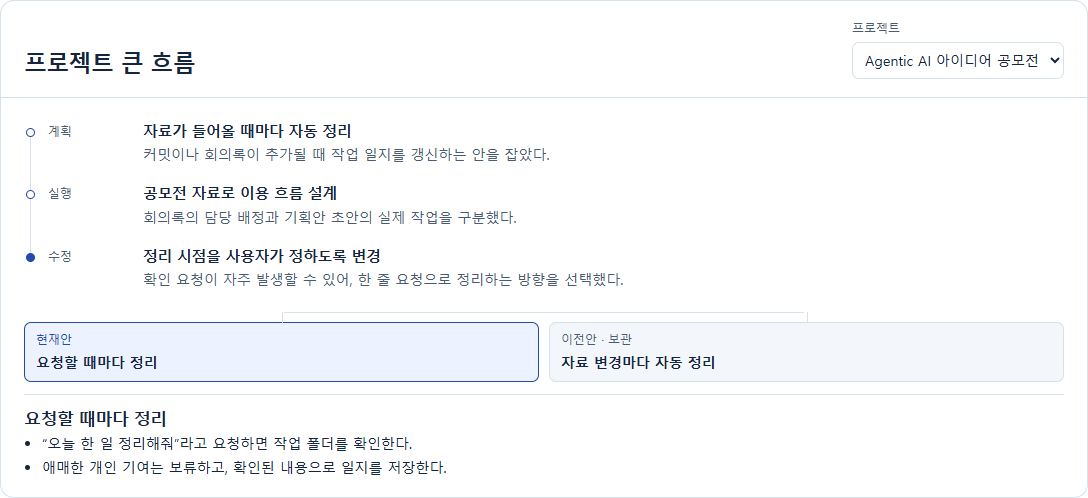 프로젝트
프로젝트 큰 흐름
Agentic AI 아이디어 공모전
계획
자료가 들어올 때마다 자동 정리
커밋이나 회의록이 추가될 때 작업 일지를 갱신하는 안을 잡았다.
실행
공모전 자료로 이용 흐름 설계
회의록의 담당 배정과 기획안 초안의 실제 작업을 구분했다.
수정
정리 시점을 사용자가 정하도록 변경
확인 요청이 자주 발생할 수 있어, 한 줄 요청으로 정리하는 방향을 선택했다.
현재안
요청할 때마다 정리
이전안 · 보관
자료 변경마다 자동 정리
요청할 때마다 정리
• “오늘 한 일 정리해줘”라고 요청하면 작업 폴더를 확인한다.
• 애매한 개인 기여는 보류하고, 확인된 내용으로 일지를 저장한다.